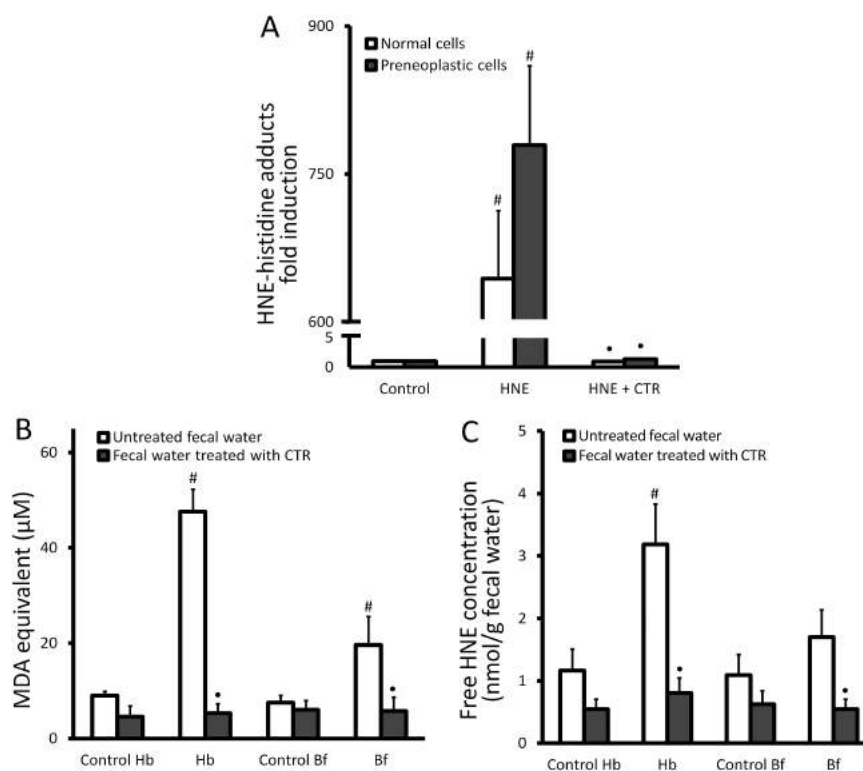 A
900
750
600
5
0
HNE-histidine adducts
fold induction
Normal cells
Preneoplastic cells
#
#
•
•
Control
HNE
HNE + CTR
B
60
40
20
0
MDA equivalent (µM)
Untreated fecal water
Fecal water treated with CTR
#
•
#
•
Control Hb
Hb
Control Bf
Bf
C
5
4
3
2
1
0
Free HNE concentration
(nmol/g fecal water)
Untreated fecal water
Fecal water treated with CTR
#
•
•
Control Hb
Hb
Control Bf
Bf